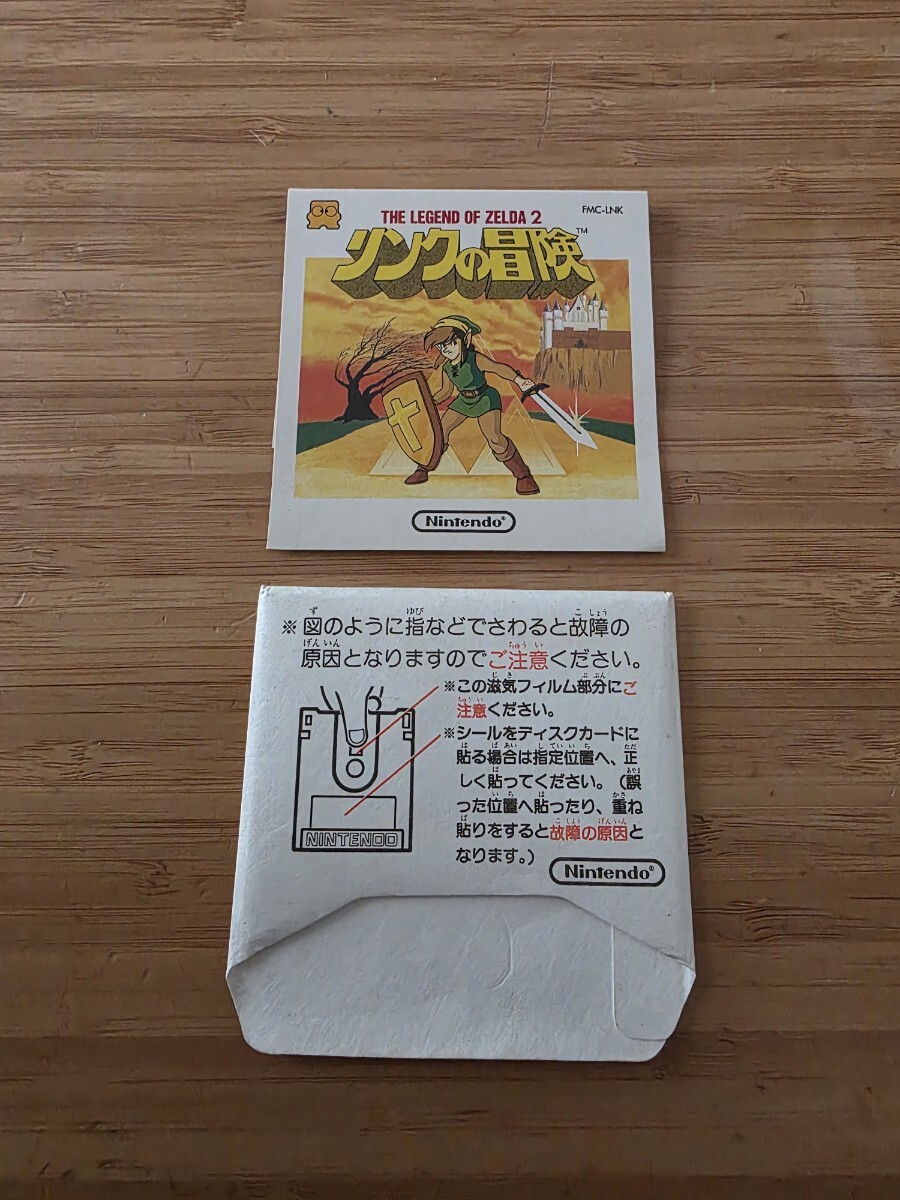 FMC-LNK
THE LEGEND OF ZELDA 2
リンクの冒険™
Nintendo®
※図のように指などでさわると故障の
原因となりますのでご注意ください。
※この滋気フィルム部分にご
注意ください。
※シールをディスクカードに
貼る場合は指定位置へ、正
しく貼ってください。(誤
った位置へ貼ったり、重ね
貼りをすると故障の原因と
なります。)
NINTENDO
Nintendo®